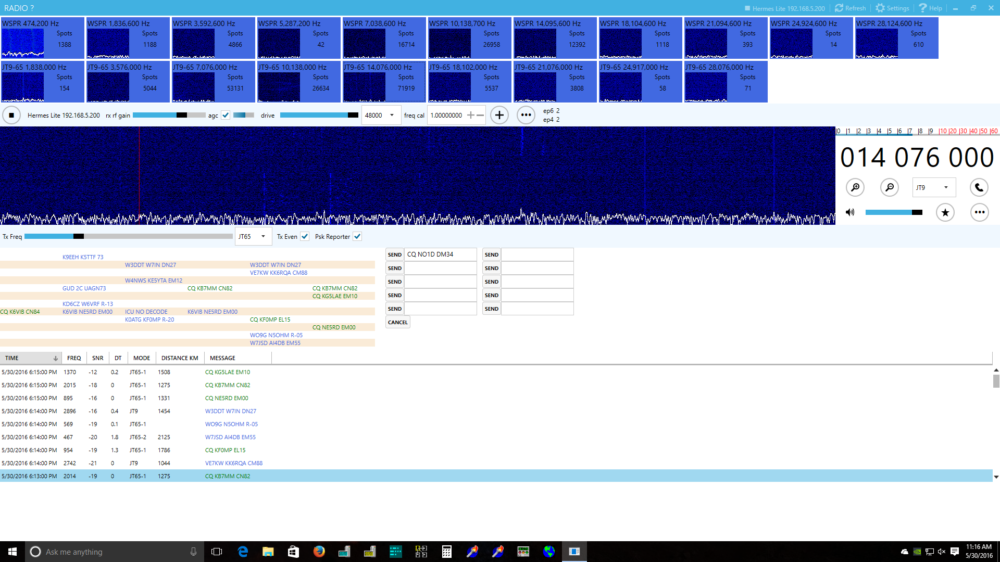 RADIO ?
Hermes Lite 192.168.5.200 Refresh Settings Help
WSPR 474,200 Hz WSPR 1,836,600 Hz WSPR 3,592,600 Hz WSPR 5,287,200 Hz WSPR 7,038,600 Hz WSPR 10,138,700 Hz WSPR 14,095,600 Hz WSPR 18,104,600 Hz WSPR 21,094,600 Hz WSPR 24,924,600 Hz WSPR 28,124,600 Hz
Spots Spots Spots Spots Spots Spots Spots Spots Spots Spots Spots
1388 1188 4866 42 16714 26958 12392 1118 393 14 610
JT9-65 1,838,000 Hz JT9-65 3,576,000 Hz JT9-65 7,076,000 Hz JT9-65 10,138,000 Hz JT9-65 14,076,000 Hz JT9-65 18,102,000 Hz JT9-65 21,076,000 Hz JT9-65 24,917,000 Hz JT9-65 28,076,000 Hz
Spots Spots Spots Spots Spots Spots Spots Spots Spots
154 5044 53131 26634 71919 5537 3808 58 71
Hermes Lite 192.168.5.200 rx rf gain agc drive 48000 freq cal 1.00000000 ep6 2
ep4 2
|0 |1 |2 |3 |4 |5 |6 |7 |8 |9 |10 |20 |30 |40 |50 |60
014 076 000
JT9
Tx Freq JT65 Tx Even Psk Reporter
K9EEH K5TTF 73
W3DDT W7IN DN27 W3DDT W7IN DN27
VE7KW KK6RQA CM88
W4NWS KE5YTA EM12
GUD 2C UAGN73 CQ KB7MM CN82 CQ KB7MM CN82
CQ KG5LAE EM10
KD6CZ W6VRF R-13
CQ K6VIB CN84 K6VIB NE5RD EM00 ICU NO DECODE K6VIB NE5RD EM00
K0ATG KF0MP R-20 CQ KF0MP EL15
CQ NE5RD EM00
WO9G N5OHM R-05
W7JSD AI4DB EM55
SEND CQ NO1D DM34 SEND
SEND SEND
SEND SEND
SEND SEND
SEND SEND
CANCEL
TIME FREQ SNR DT MODE DISTANCE KM MESSAGE
5/30/2016 6:15:00 PM 1370 -12 0.2 JT65-1 1508 CQ KG5LAE EM10
5/30/2016 6:15:00 PM 2015 -18 0 JT65-1 1275 CQ KB7MM CN82
5/30/2016 6:15:00 PM 895 -16 0 JT65-1 1331 CQ NE5RD EM00
5/30/2016 6:14:00 PM 2896 -16 0.4 JT9 1454 W3DDT W7IN DN27
5/30/2016 6:14:00 PM 569 -19 0.1 JT65-1 WO9G N5OHM R-05
5/30/2016 6:14:00 PM 467 -20 1.8 JT65-2 2125 W7JSD AI4DB EM55
5/30/2016 6:14:00 PM 954 -19 1.3 JT65-1 1786 CQ KF0MP EL15
5/30/2016 6:14:00 PM 2742 -21 0 JT9 1044 VE7KW KK6RQA CM88
5/30/2016 6:13:00 PM 2014 -19 0 JT65-1 1275 CQ KB7MM CN82
Ask me anything
11:16 AM
5/30/2016